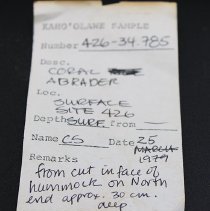 KAHO'OLAWE SAMPLE
Number 426-34.785
Desc.
CORAL
ABRADER
Loc.
SURFACE
SITE 426
Depth SURF from
Name CS Date 25
MARCH
Remarks 1979
from cut in face of
hummock on North
end approx. 30 cm.
deep